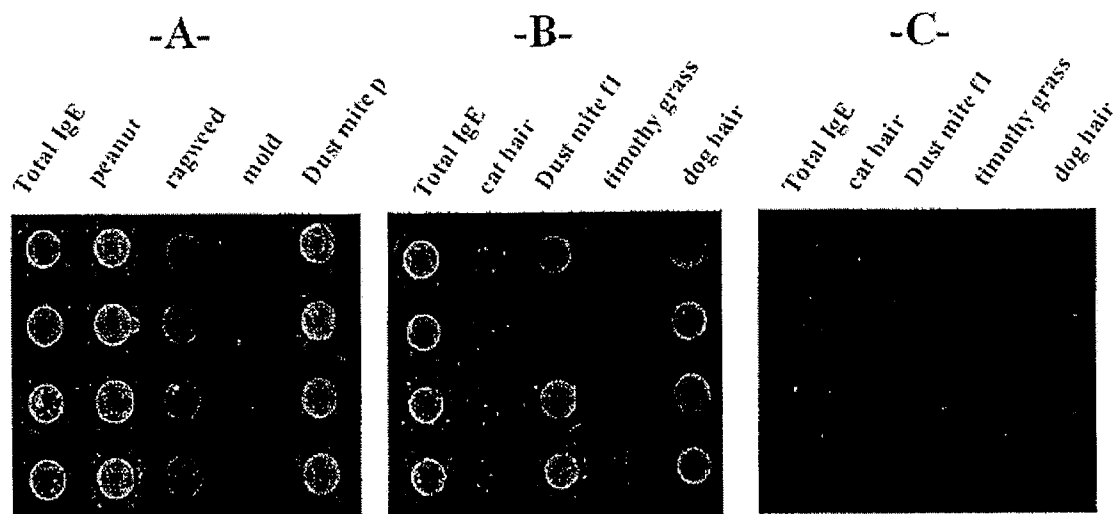 -A-
Total IgE
peanut
ragweed
mold
Dust mite p
-B-
Total IgE
cat hair
Dust mite f1
timothy grass
dog hair
-C-
Total IgE
cat hair
Dust mite f1
timothy grass
dog hair